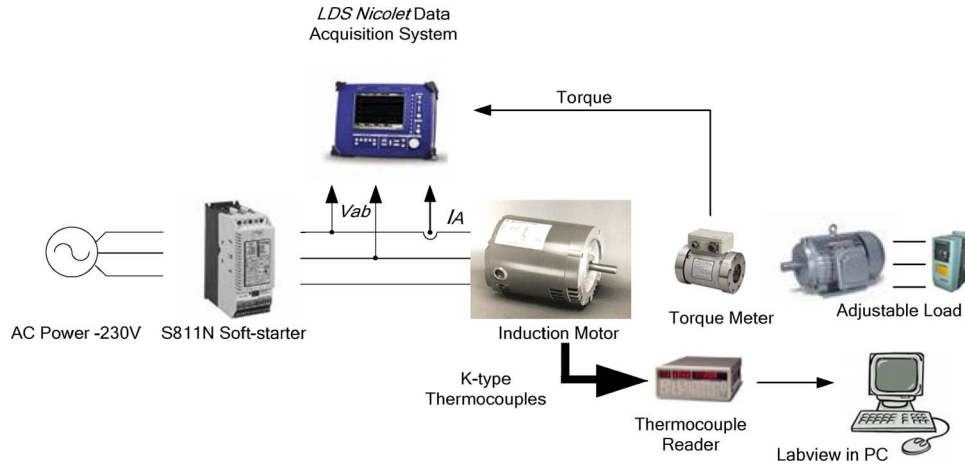 LDS Nicolet Data
Acquisition System
Torque
Vab
IA
AC Power -230V
S811N Soft-starter
Induction Motor
Torque Meter
Adjustable Load
K-type
Thermocouples
Thermocouple
Reader
Labview in PC